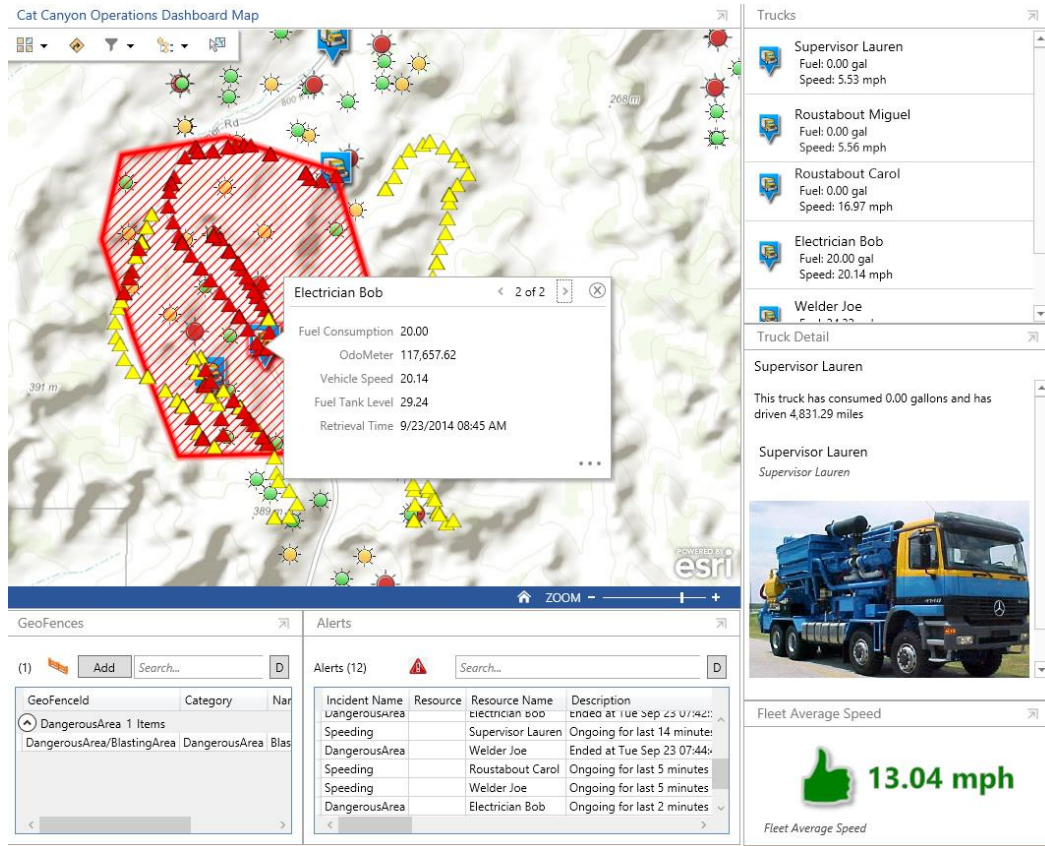 Cat Canyon Operations Dashboard Map
800 ft
Rd
268 m
391 m
389 m
POWERED BY
esri
Electrician Bob
2 of 2
Fuel Consumption 20.00
OdoMeter 117,657.62
Vehicle Speed 20.14
Fuel Tank Level 29.24
Retrieval Time 9/23/2014 08:45 AM
ZOOM
Trucks
Supervisor Lauren
Fuel: 0.00 gal
Speed: 5.53 mph
Roustabout Miguel
Fuel: 0.00 gal
Speed: 5.56 mph
Roustabout Carol
Fuel: 0.00 gal
Speed: 16.97 mph
Electrician Bob
Fuel: 20.00 gal
Speed: 20.14 mph
Welder Joe
Truck Detail
Supervisor Lauren
This truck has consumed 0.00 gallons and has
driven 4,831.29 miles
Supervisor Lauren
Supervisor Lauren
GeoFences
(1) Add Search... D
GeoFenceId Category Nar
DangerousArea 1 Items
DangerousArea/BlastingArea DangerousArea Blas
Alerts
Alerts (12) Search... D
Incident Name Resource Resource Name Description
DangerousArea Electrician Bob Ended at Tue Sep 23 07:42:
Speeding Supervisor Lauren Ongoing for last 14 minutes
DangerousArea Welder Joe Ended at Tue Sep 23 07:44:
Speeding Roustabout Carol Ongoing for last 5 minutes
Speeding Welder Joe Ongoing for last 5 minutes
DangerousArea Electrician Bob Ongoing for last 2 minutes
Fleet Average Speed
13.04 mph
Fleet Average Speed